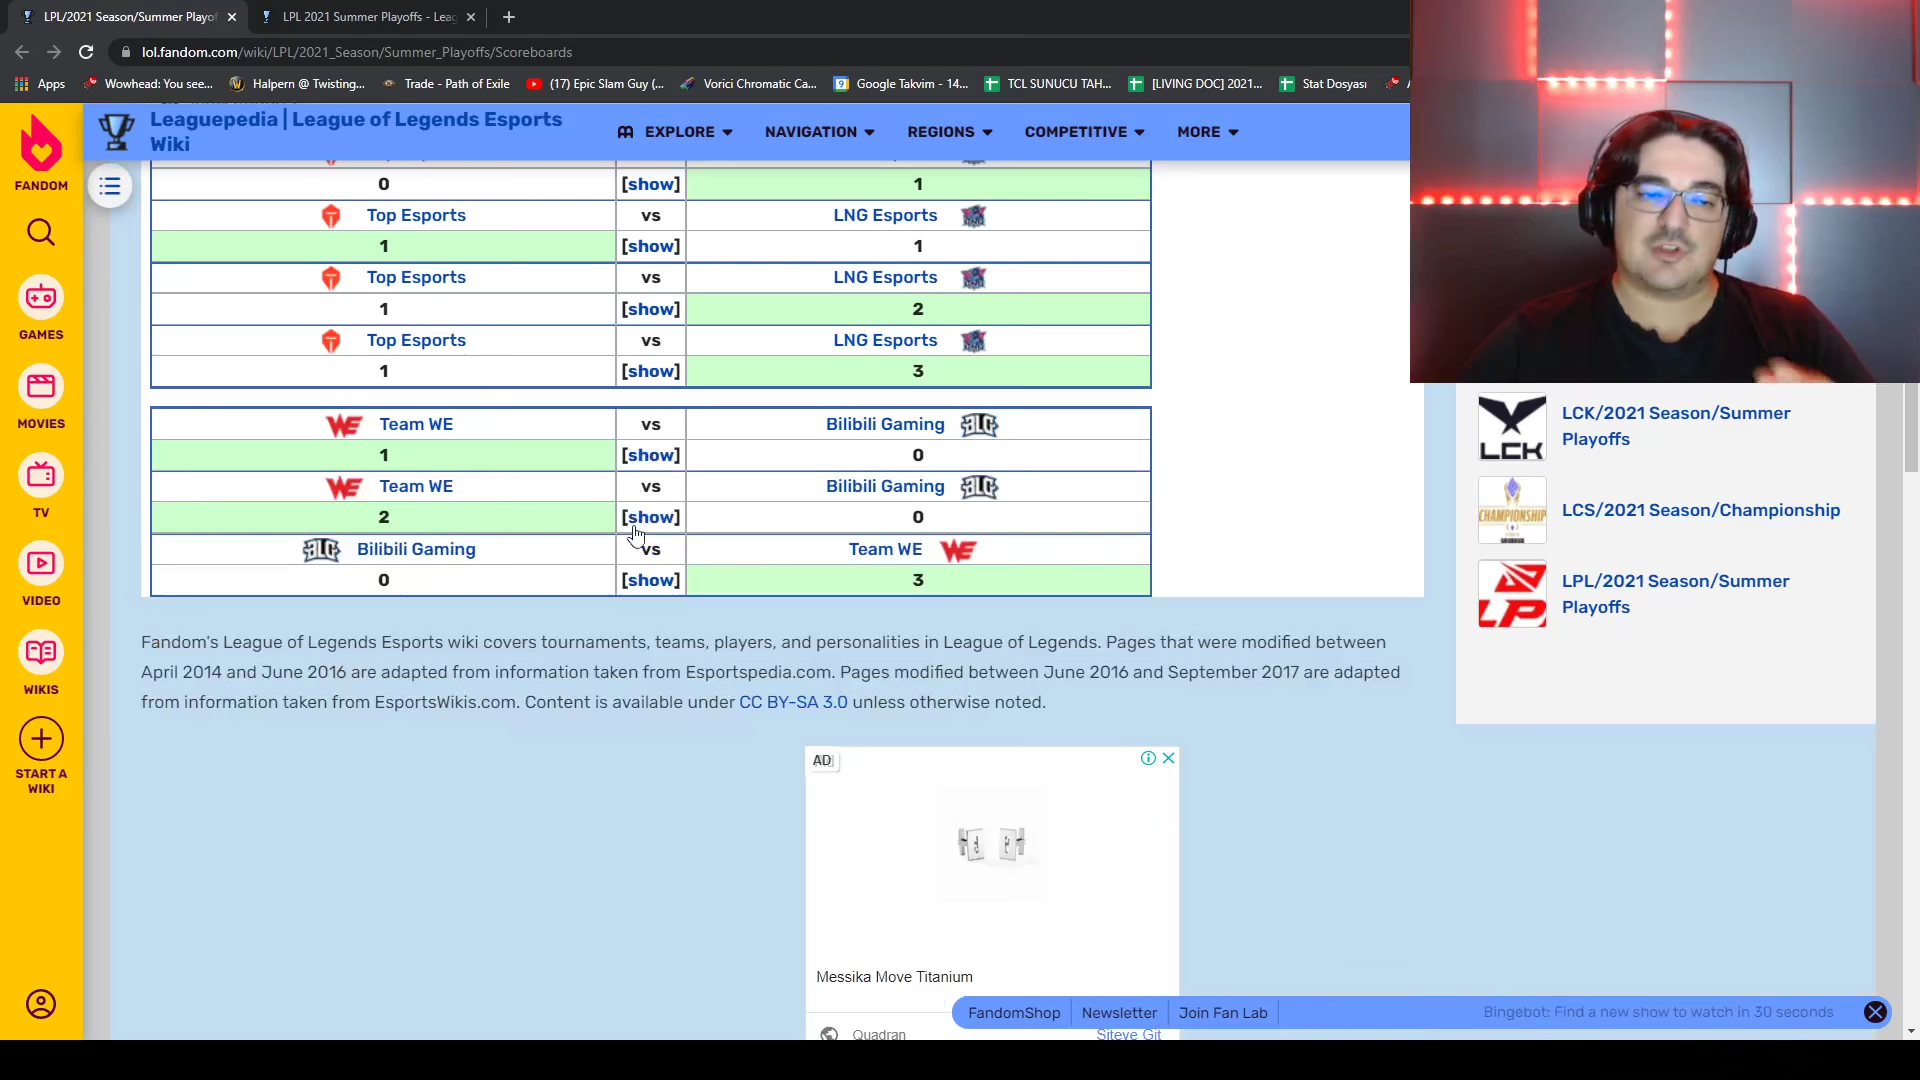 LPL/2021 Season/Summer Playof
LPL 2021 Summer Playoffs - Leag
lol.fandom.com/wiki/LPL/2021_Season/Summer_Playoffs/Scoreboards
Apps
Wowhead: You see...
Halpern @ Twisting...
Trade - Path of Exile
(17) Epic Slam Guy (...
Vorici Chromatic Ca...
Google Takvim - 14...
TCL SUNUCU TAH...
[LIVING DOC] 2021...
Stat Dosyası
FANDOM
GAMES
MOVIES
TV
VIDEO
WIKIS
START A
WIKI
Leaguepedia | League of Legends Esports
Wiki
EXPLORE
NAVIGATION
REGIONS
COMPETITIVE
MORE
0 [show] 1
Top Esports vs LNG Esports
1 [show] 1
Top Esports vs LNG Esports
1 [show] 2
Top Esports vs LNG Esports
1 [show] 3
WE Team WE vs Bilibili Gaming BLG
1 [show] 0
WE Team WE vs Bilibili Gaming BLG
2 [show] 0
BLG Bilibili Gaming vs Team WE WE
0 [show] 3
Fandom's League of Legends Esports wiki covers tournaments, teams, players, and personalities in League of Legends. Pages that were modified between
April 2014 and June 2016 are adapted from information taken from Esportspedia.com. Pages modified between June 2016 and September 2017 are adapted
from information taken from EsportsWikis.com. Content is available under CC BY-SA 3.0 unless otherwise noted.
LCK
LCK/2021 Season/Summer
Playoffs
CHAMPIONSHIP
LCS/2021 Season/Championship
LPL/2021 Season/Summer
Playoffs
AD
Messika Move Titanium
Quadran
Siteye Git
FandomShop
Newsletter
Join Fan Lab
Bingebot: Find a new show to watch in 30 seconds